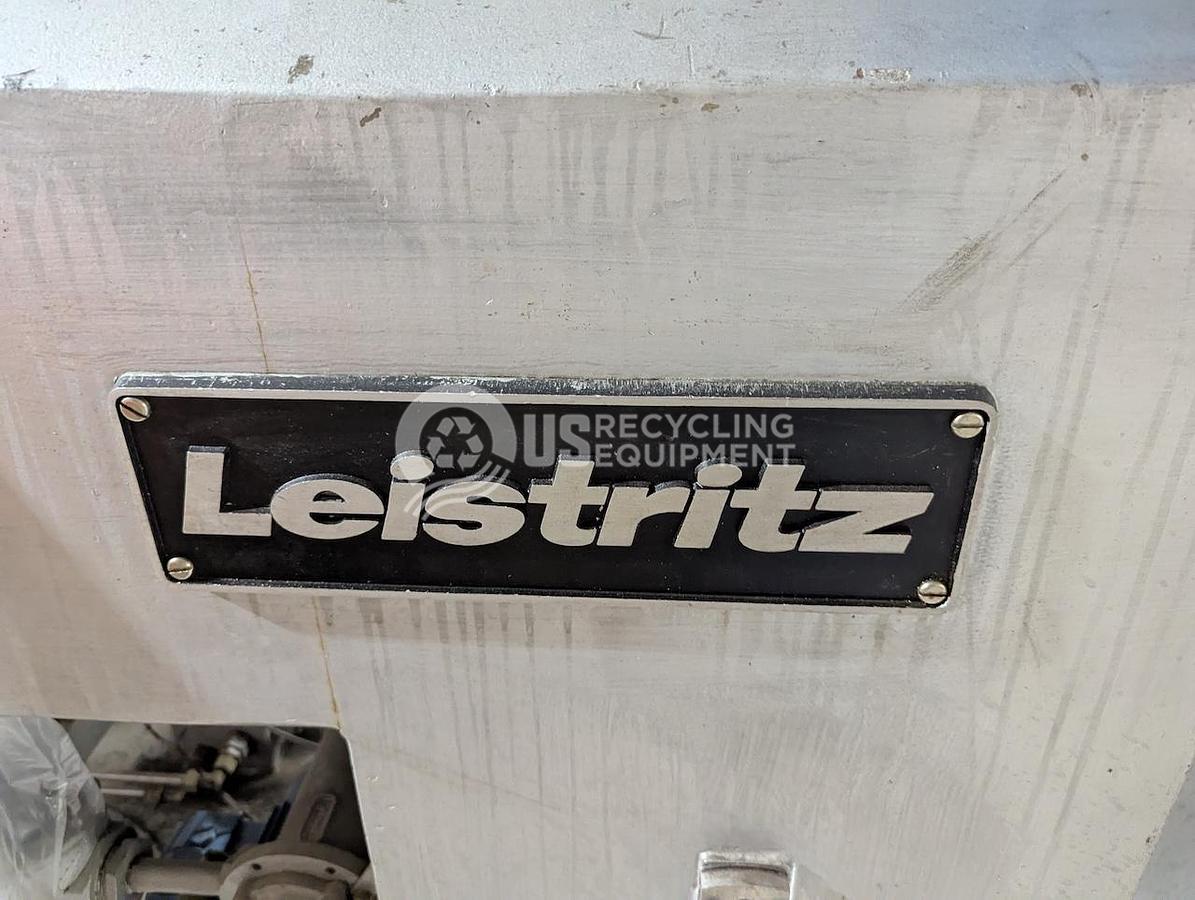 US RECYCLING
EQUIPMENT
Leistritz